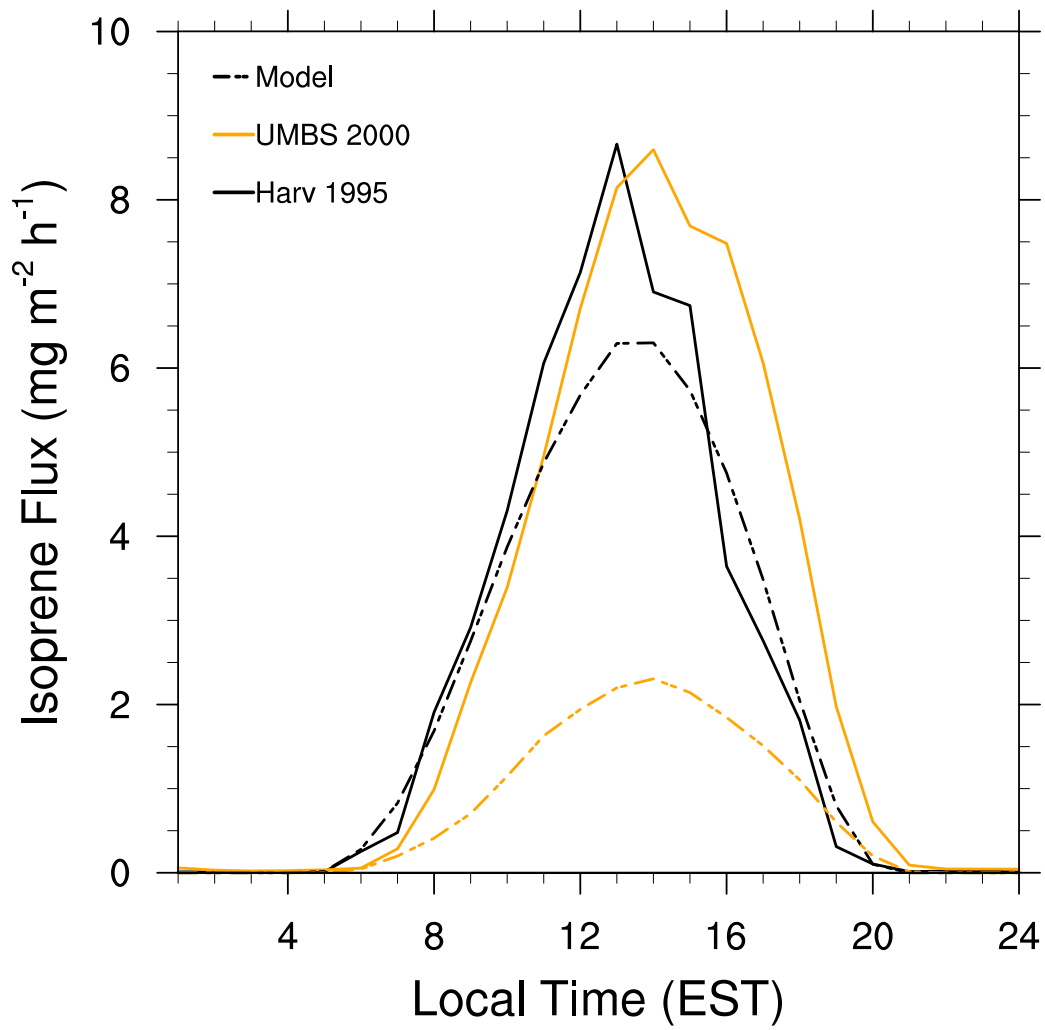 10
8
6
4
2
0
Isoprene Flux (mg m⁻² h⁻¹)
Model
UMBS 2000
Harv 1995
4 8 12 16 20 24
Local Time (EST)